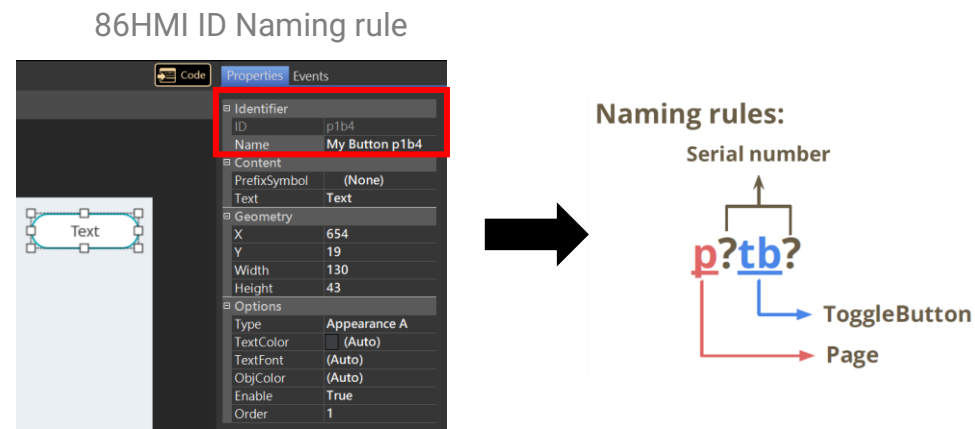 86HMI ID Naming rule
Code
Properties Events
Identifier
ID p1b4
Name My Button p1b4
Content
PrefixSymbol (None)
Text Text
Geometry
X 654
Y 19
Width 130
Height 43
Options
Type Appearance A
TextColor (Auto)
TextFont (Auto)
ObjColor (Auto)
Enable True
Order 1
Text
Naming rules:
Serial number
p?tb?
ToggleButton
Page